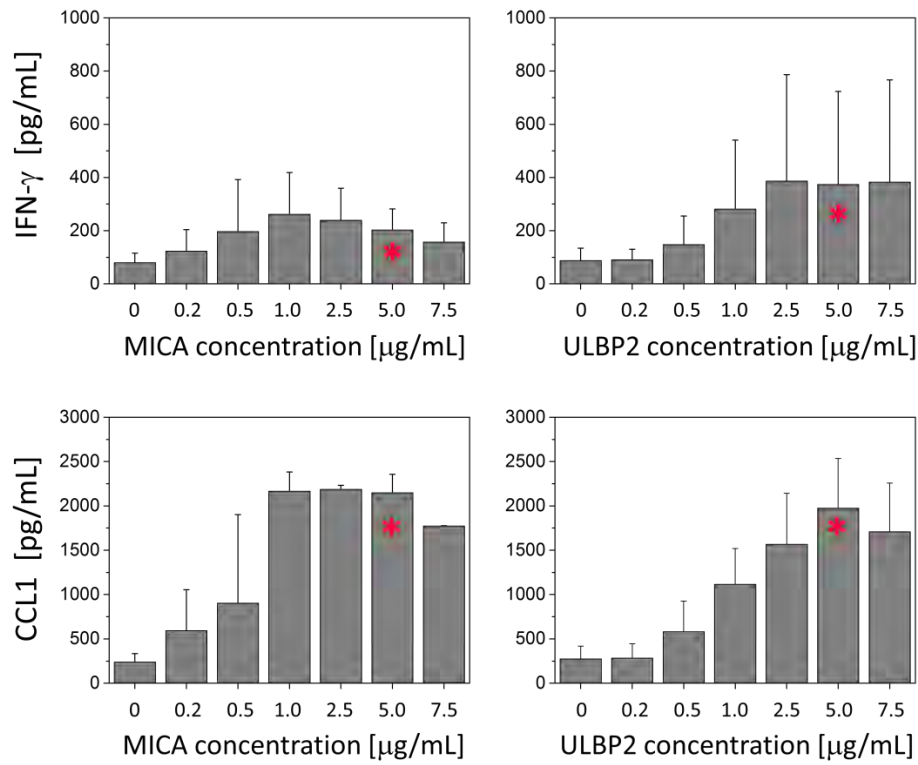 IFN-γ [pg/mL]
1000
800
600
400
200
0
0 0.2 0.5 1.0 2.5 5.0 7.5
MICA concentration [μg/mL]
1000
800
600
400
200
0
0 0.2 0.5 1.0 2.5 5.0 7.5
ULBP2 concentration [μg/mL]
CCL1 [pg/mL]
3000
2500
2000
1500
1000
500
0
0 0.2 0.5 1.0 2.5 5.0 7.5
MICA concentration [μg/mL]
3000
2500
2000
1500
1000
500
0
0 0.2 0.5 1.0 2.5 5.0 7.5
ULBP2 concentration [μg/mL]